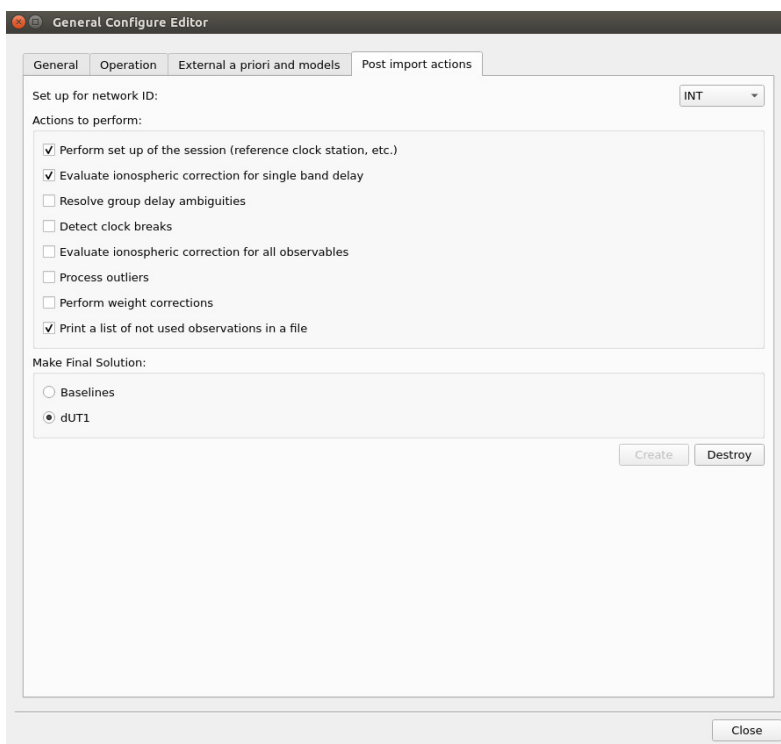 General Configure Editor
General Operation External a priori and models Post import actions
Set up for network ID: INT
Actions to perform:
Perform set up of the session (reference clock station, etc.)
Evaluate ionospheric correction for single band delay
Resolve group delay ambiguities
Detect clock breaks
Evaluate ionospheric correction for all observables
Process outliers
Perform weight corrections
Print a list of not used observations in a file
Make Final Solution:
Baselines
dUT1
Create Destroy
Close